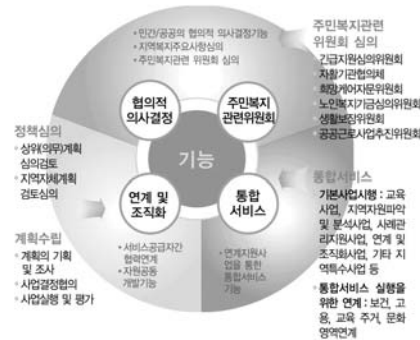 • 민간/공공의 협의적 의사결정기능
• 지역복지주요사항심의
• 주민복지관련 위원회 심의
주민복지관련
위원회 심의
긴급지원심의위원회
자활기관협의체
희망케어자문위원회
노인복지기금심의위원회
생활보장위원회
• 공공근로사업추진위원회
협의적
의사결정
주민복지
관련위원회
기능
연계 및
조직화
통합
서비스
정책심의
• 상위(의무)계획
심의검토
• 지역자체계획
검토심의
계획수립
• 계획의 기획
및 조사
• 사업결정협의
• 사업실행 및 평가
• 서비스공급자간
협력연계
• 자원공동
개발기능
• 연계지원사
업을 통한
통합서비스
기능
통합서비스
기본사업시행 : 교육
사업, 지역자원파악
및 분석사업, 사례관
리지원사업, 연계 및
조직화사업, 기타 지
역특수사업 등
• 통합서비스 실행을
위한 연계 : 보건, 고
용, 교육 주거, 문화
영역연계